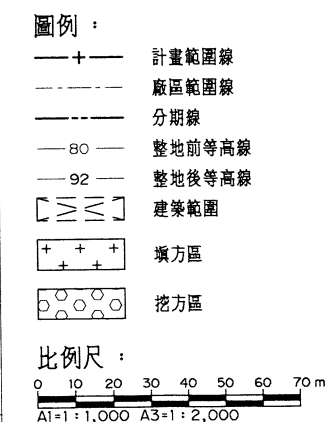 圖例：
計畫範圍線
廠區範圍線
分期線
80 整地前等高線
92 整地後等高線
建築範圍
填方區
挖方區
比例尺：
0 10 20 30 40 50 60 70 m
A1=1：1,000 A3=1：2,000